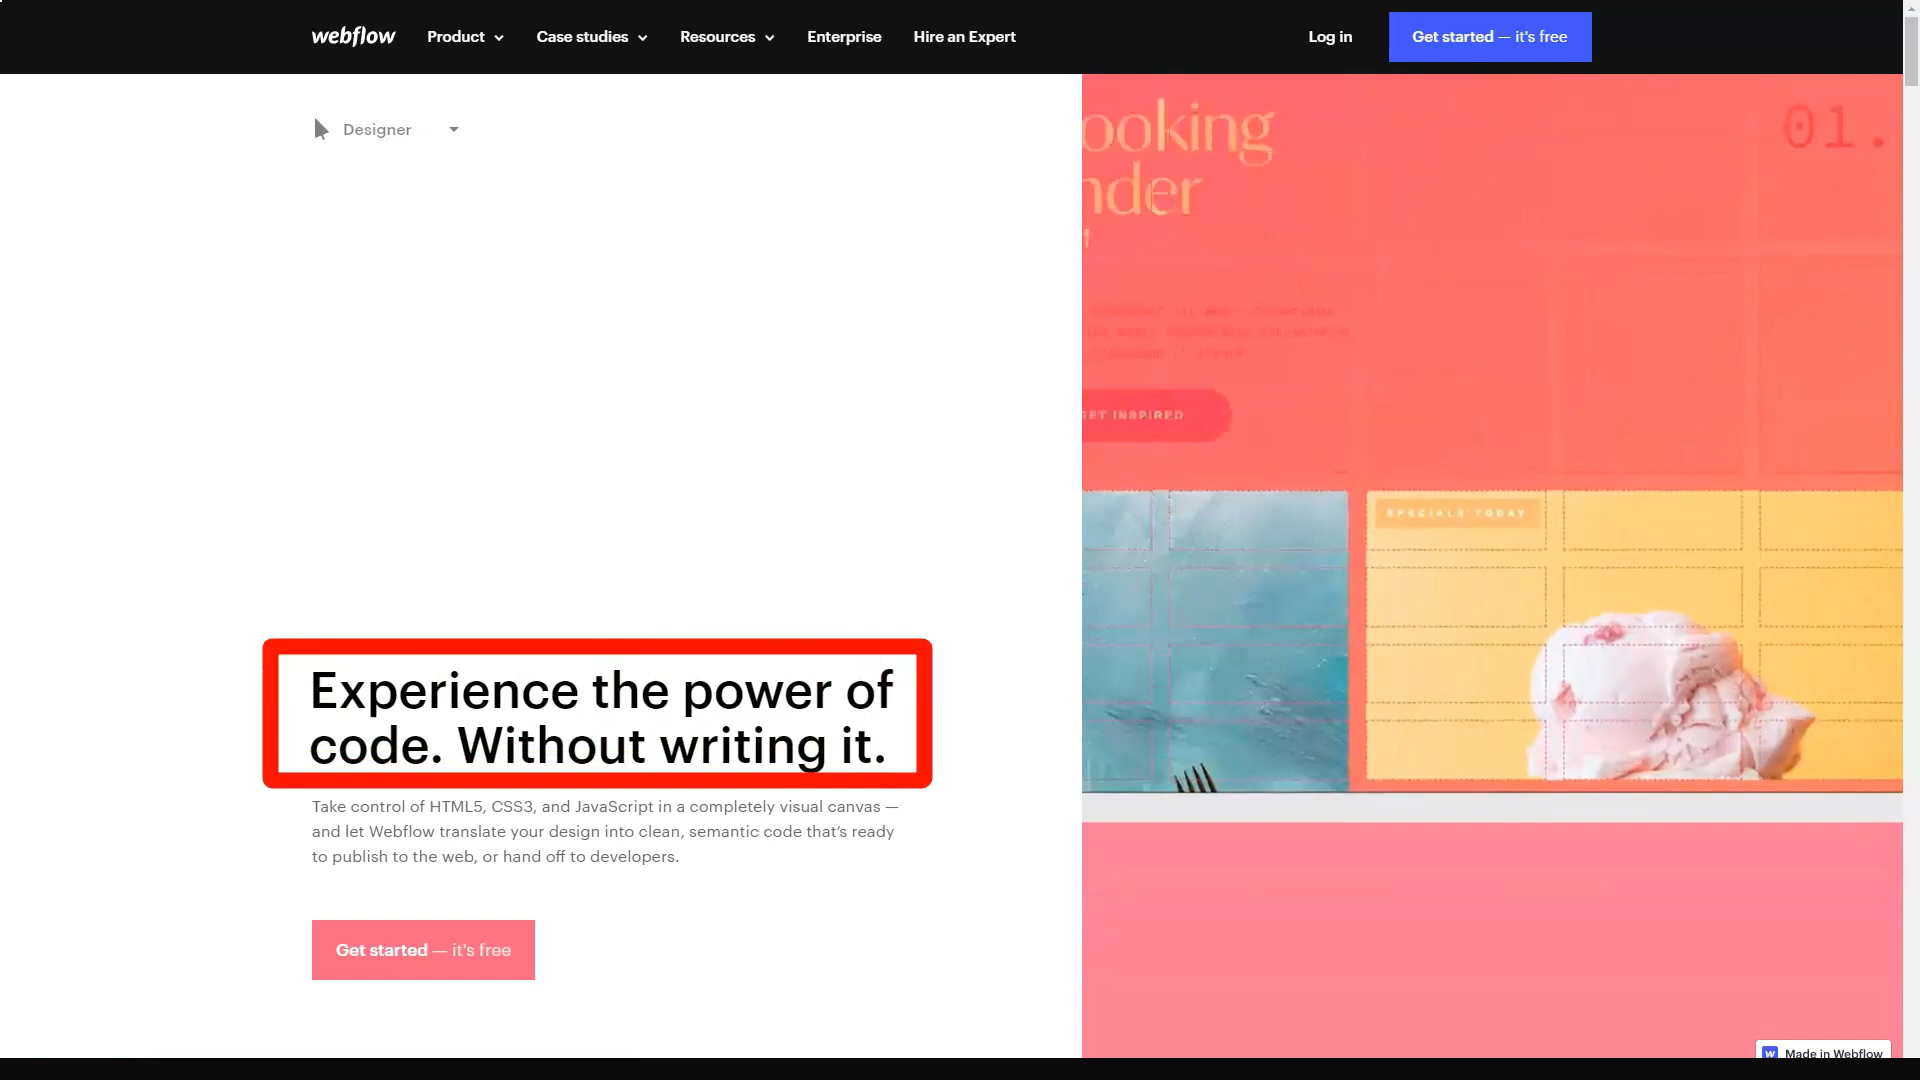 webflow Product Case studies Resources Enterprise Hire an Expert Log in Get started — it's free
Designer
ooking
nder
01.
GET INSPIRED
SPECIALS TODAY
Experience the power of
code. Without writing it.
Take control of HTML5, CSS3, and JavaScript in a completely visual canvas —
and let Webflow translate your design into clean, semantic code that's ready
to publish to the web, or hand off to developers.
Get started — it's free
Made in Webflow